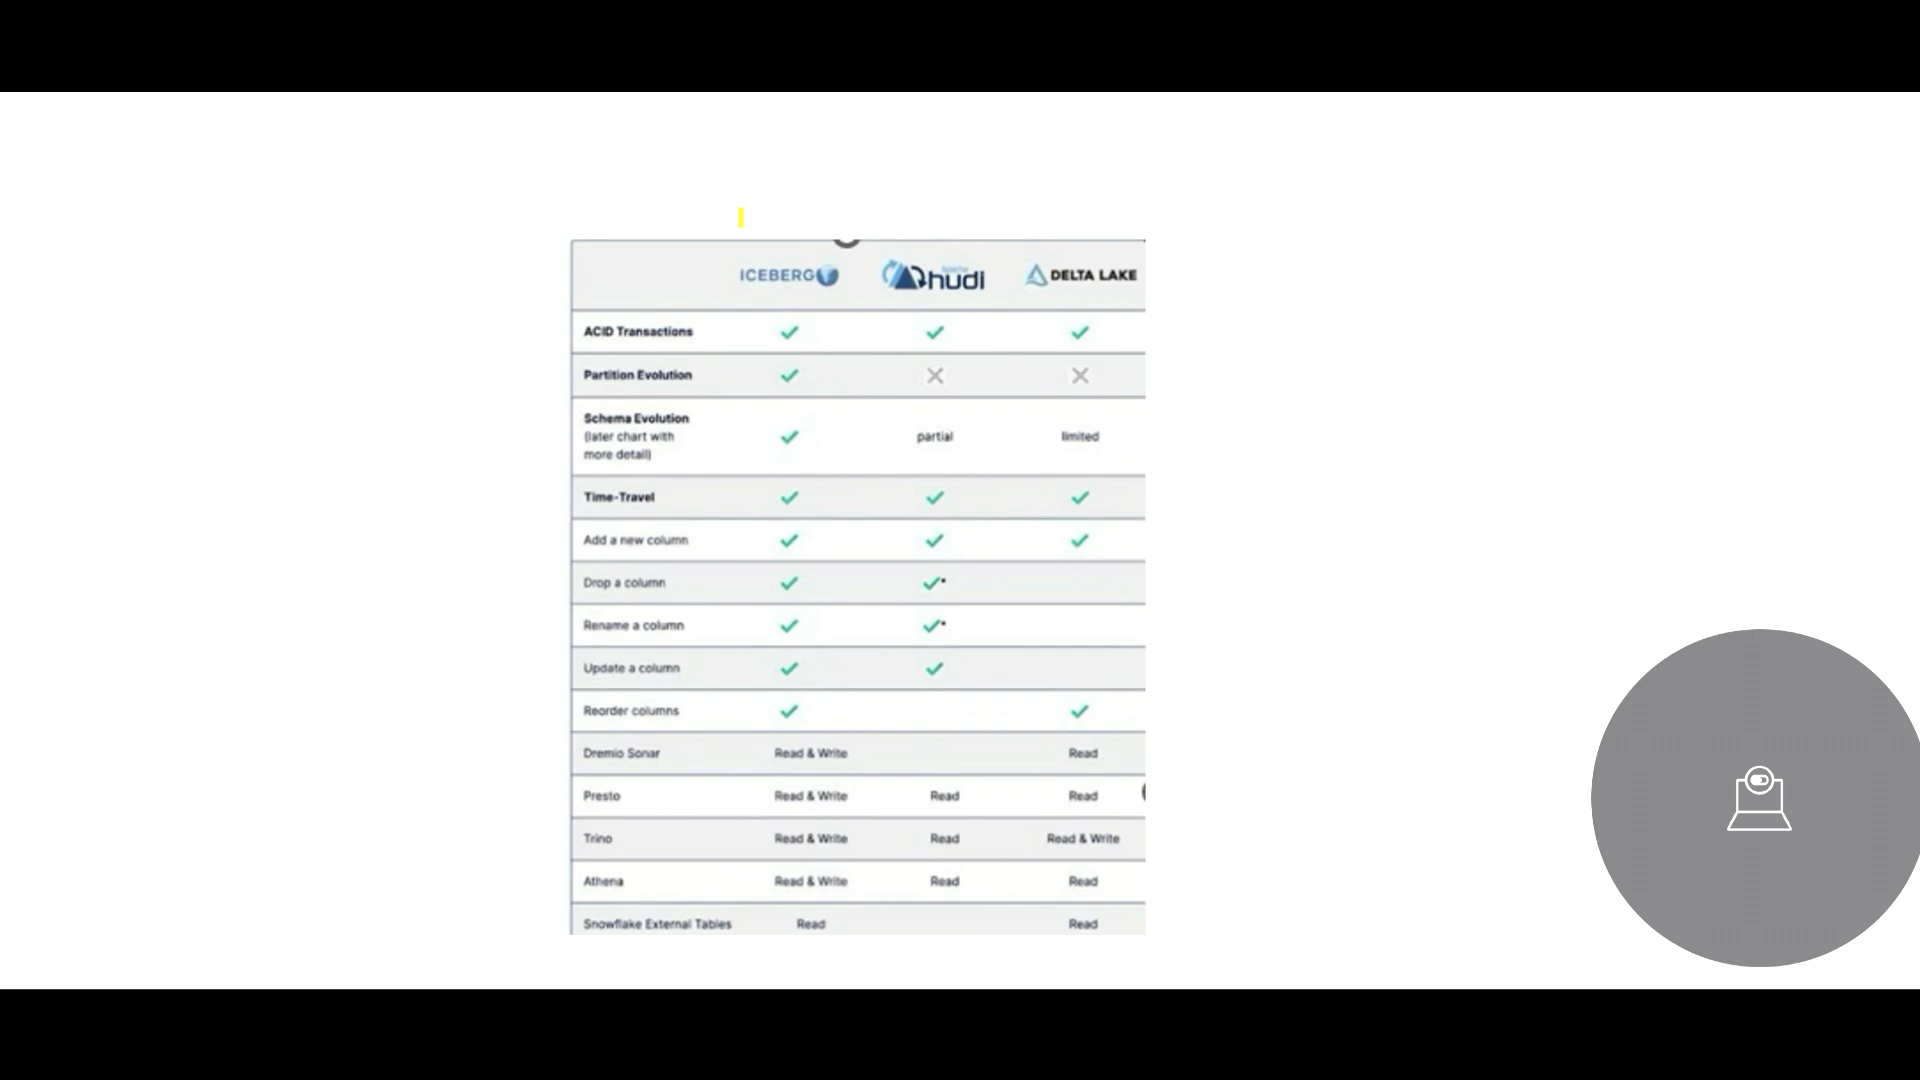 ICEBERG hudi DELTA LAKE
ACID Transactions
Partition Evolution
Schema Evolution
(later chart with
more detail)
partial limited
Time-Travel
Add a new column
Drop a column
Rename a column
Update a column
Reorder columns
Dremio Sonar Read & Write Read
Presto Read & Write Read Read
Trino Read & Write Read Read & Write
Athena Read & Write Read Read
Snowflake External Tables Read Read